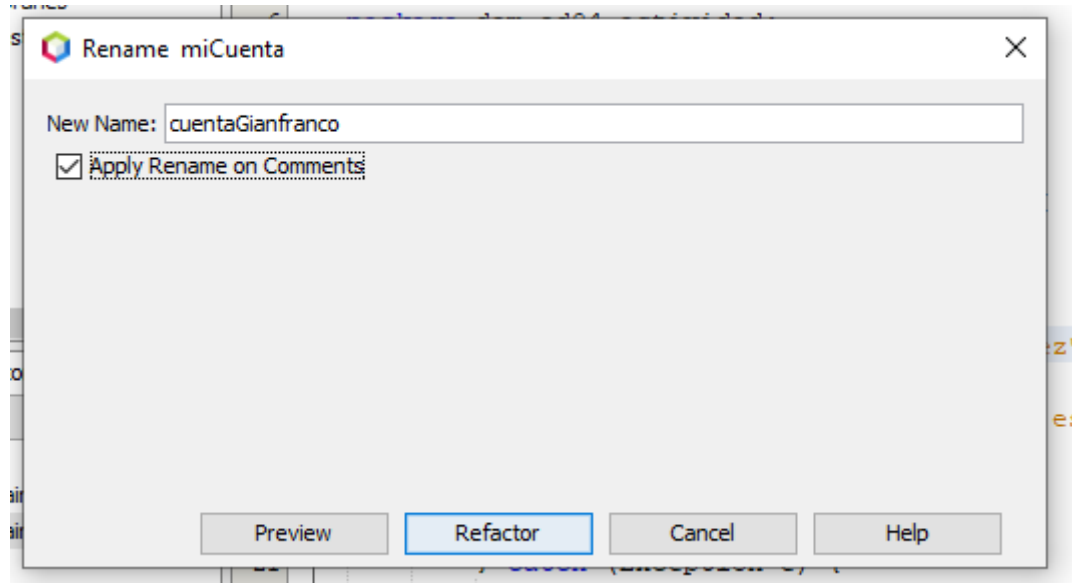 Rename miCuenta
New Name: cuentaGianfranco
Apply Rename on Comments
Preview Refactor Cancel Help